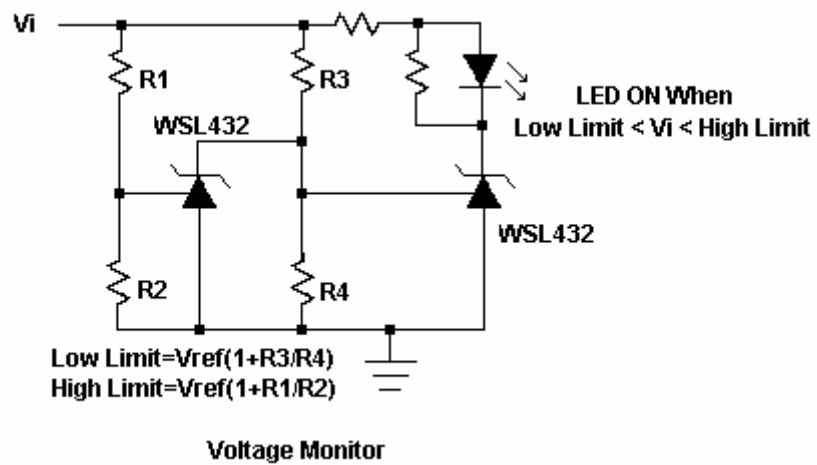 Vi
R1
R3
WSL432
LED ON When
Low Limit < Vi < High Limit
WSL432
R2
R4
Low Limit=Vref(1+R3/R4)
High Limit=Vref(1+R1/R2)
Voltage Monitor